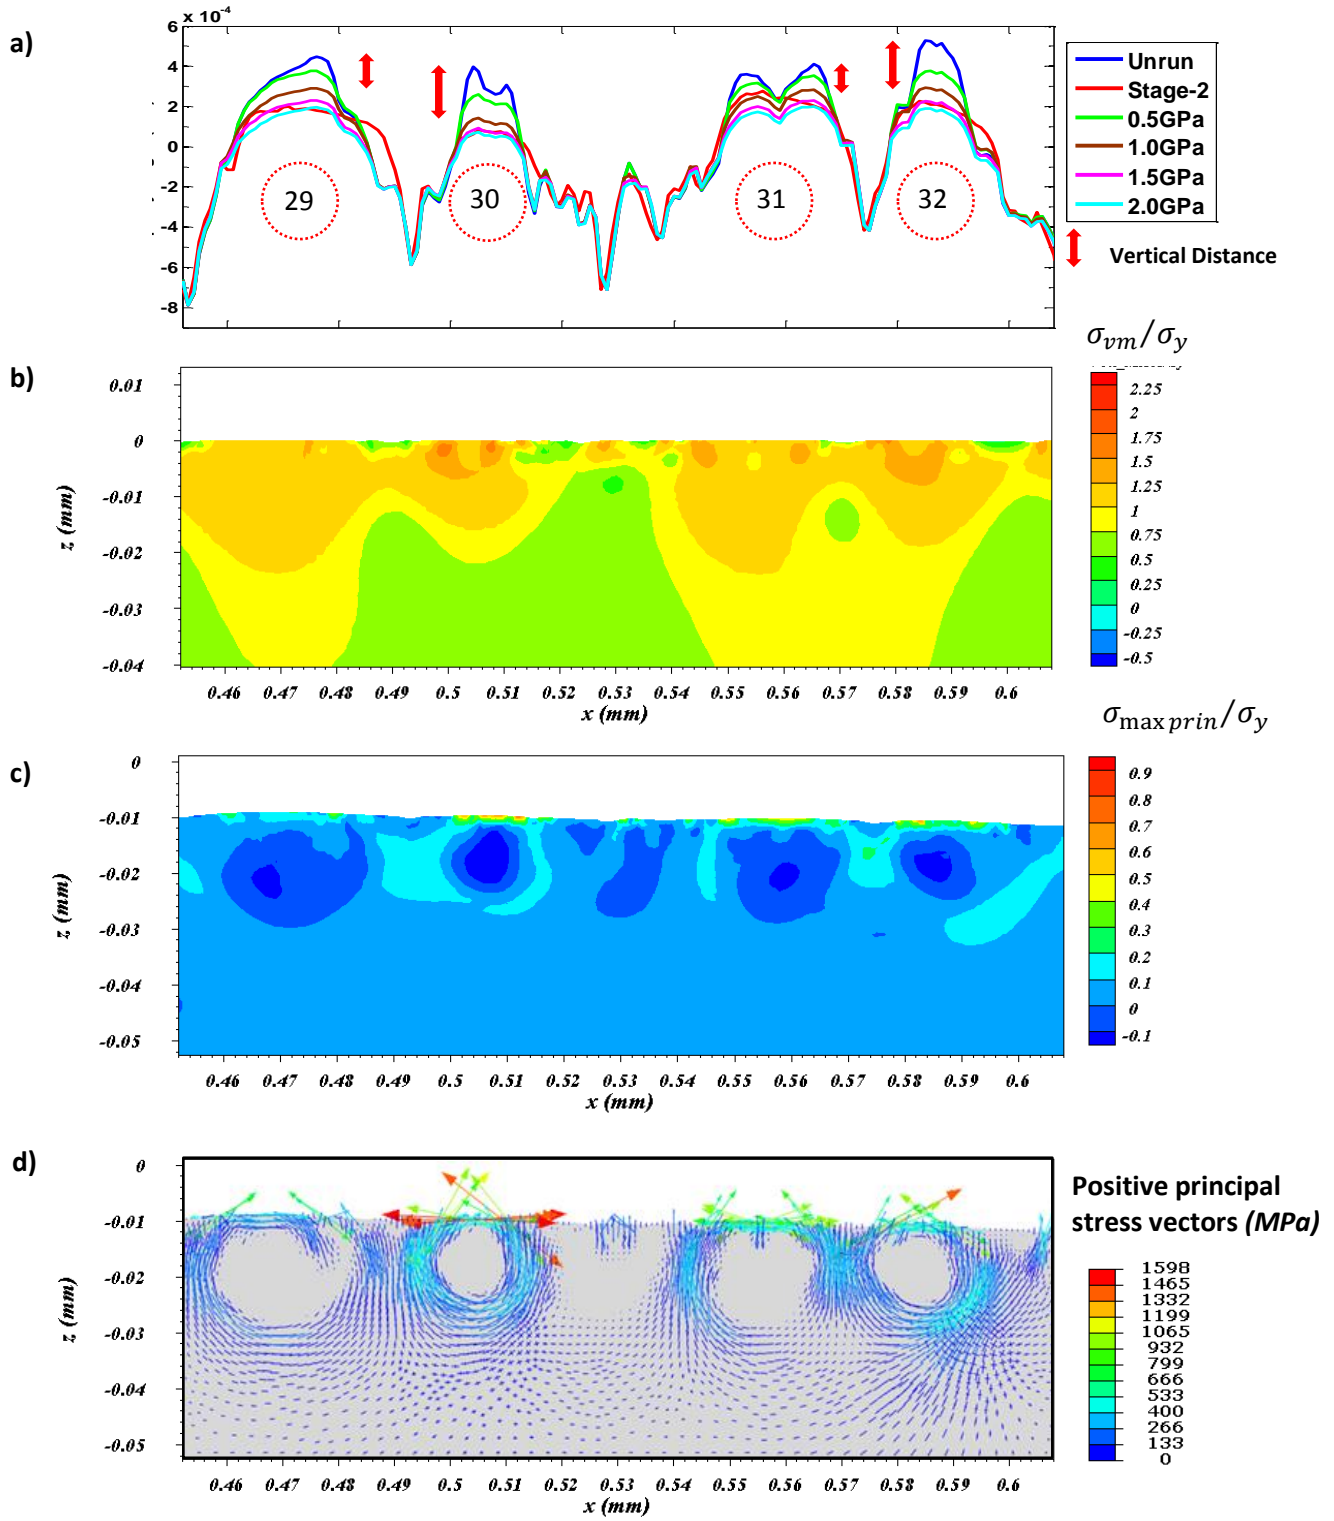 a)
x 10⁻⁴
6
4
2
0
-2
-4
-6
-8
29
30
31
32
Unrun
Stage-2
0.5GPa
1.0GPa
1.5GPa
2.0GPa
Vertical Distance
b)
σvm/σy
0.01
0
-0.01
-0.02
-0.03
-0.04
z (mm)
0.46 0.47 0.48 0.49 0.5 0.51 0.52 0.53 0.54 0.55 0.56 0.57 0.58 0.59 0.6
x (mm)
2.25
2
1.75
1.5
1.25
1
0.75
0.5
0.25
0
-0.25
-0.5
c)
σmax prin/σy
0
-0.01
-0.02
-0.03
-0.04
-0.05
z (mm)
0.46 0.47 0.48 0.49 0.5 0.51 0.52 0.53 0.54 0.55 0.56 0.57 0.58 0.59 0.6
x (mm)
0.9
0.8
0.7
0.6
0.5
0.4
0.3
0.2
0.1
0
-0.1
d)
0
-0.01
-0.02
-0.03
-0.04
-0.05
z (mm)
0.46 0.47 0.48 0.49 0.5 0.51 0.52 0.53 0.54 0.55 0.56 0.57 0.58 0.59 0.6
x (mm)
Positive principal
stress vectors (MPa)
1598
1465
1332
1199
1065
932
799
666
533
400
266
133
0